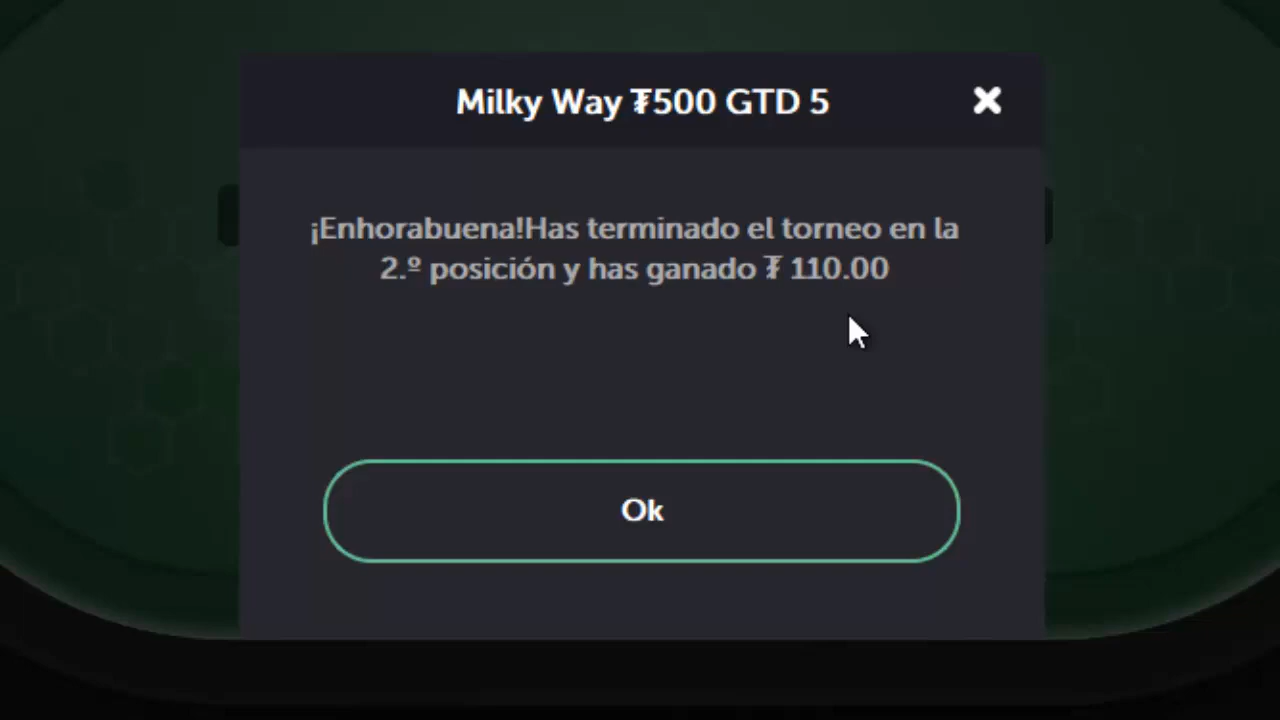 Milky Way ₮500 GTD 5
¡Enhorabuena!Has terminado el torneo en la
2.º posición y has ganado ₮ 110.00
Ok